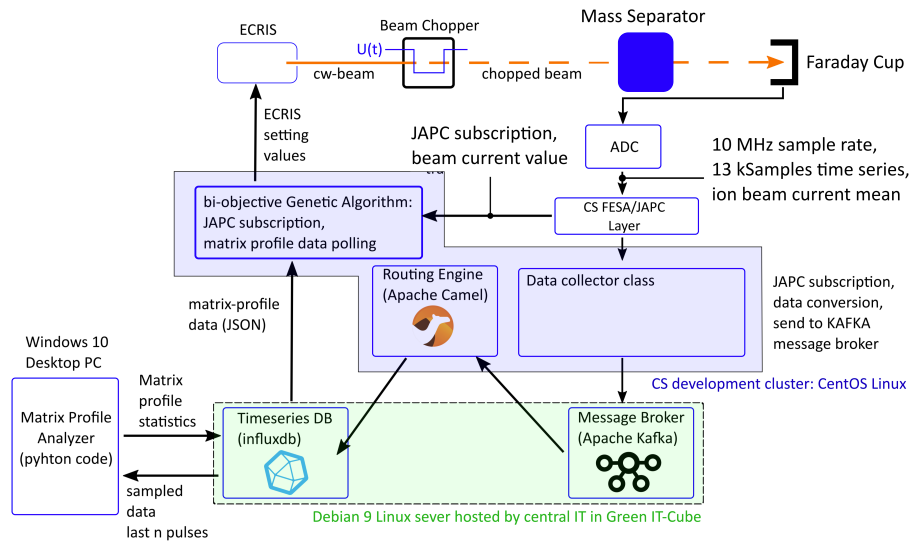 ECRIS
Beam Chopper
Mass Separator
U(t)
cw-beam
chopped beam
Faraday Cup
ECRIS
setting
values
JAPC subscription,
beam current value
ADC
10 MHz sample rate,
13 kSamples time series,
ion beam current mean
bi-objective Genetic Algorithm:
JAPC subscription,
matrix profile data polling
CS FESA/JAPC
Layer
Routing Engine
(Apache Camel)
Data collector class
JAPC subscription,
data conversion,
send to KAFKA
message broker
matrix-profile
data (JSON)
Windows 10
Desktop PC
CS development cluster: CentOS Linux
Matrix
profile
statistics
Matrix Profile
Analyzer
(pyhton code)
Timeseries DB
(influxdb)
Message Broker
(Apache Kafka)
sampled
data
last n pulses
Debian 9 Linux sever hosted by central IT in Green IT-Cube